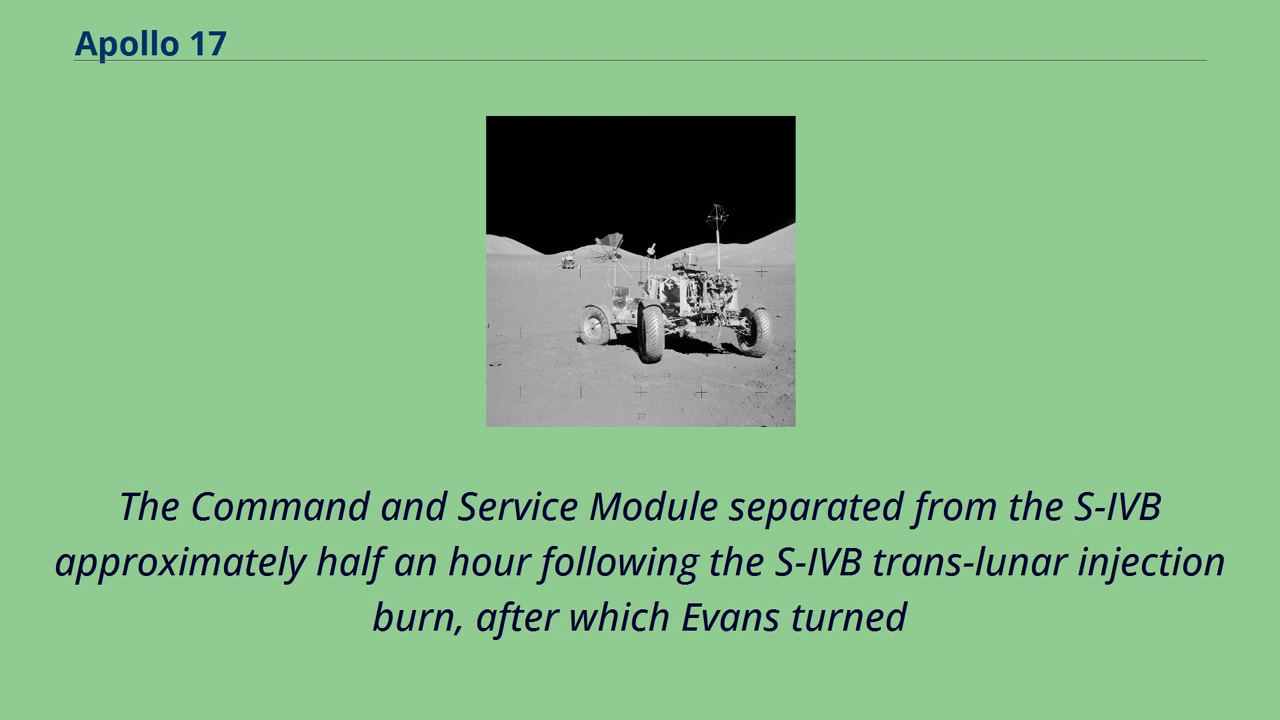 Apollo 17
37
The Command and Service Module separated from the S-IVB
approximately half an hour following the S-IVB trans-lunar injection
burn, after which Evans turned